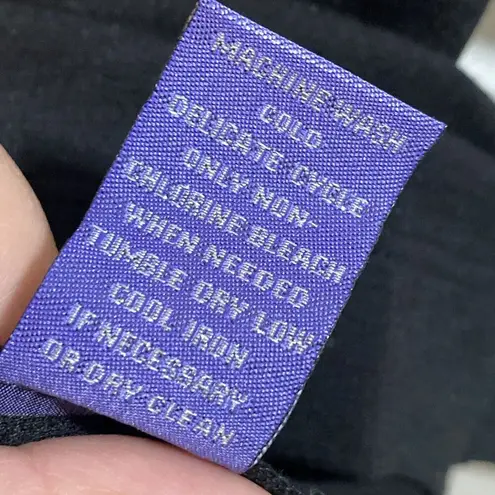 MACHINE WASH
COLD
DELICATE CYCLE
ONLY NON-
CHLORINE BLEACH
WHEN NEEDED
TUMBLE DRY LOW
COOL IRON
IF NECESSARY
OR DRY CLEAN